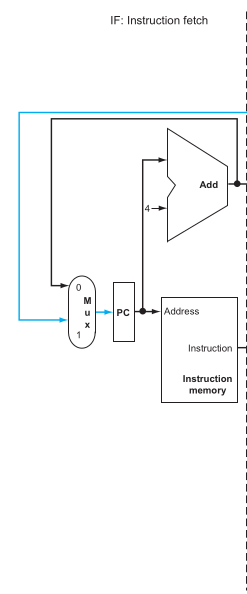 IF: Instruction fetch
Add
4
0
M
u
x
1
PC
Address
Instruction
Instruction
memory